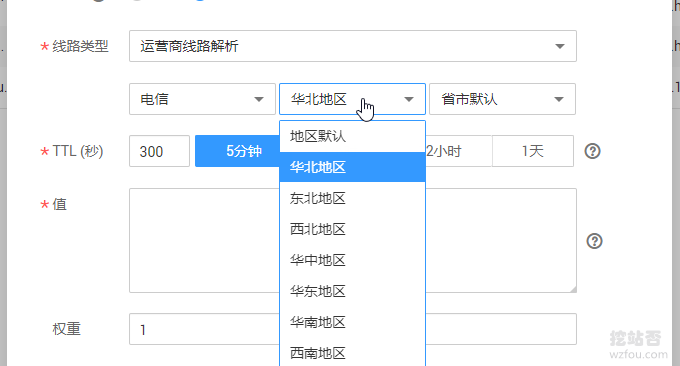 * 线路类型 运营商线路解析
电信 华北地区 省市默认
地区默认
* TTL (秒) 300 5分钟 2小时 1天
华北地区
东北地区
* 值
西北地区
华中地区
华东地区
华南地区
权重 1
西南地区
挖站否
wzfou.com